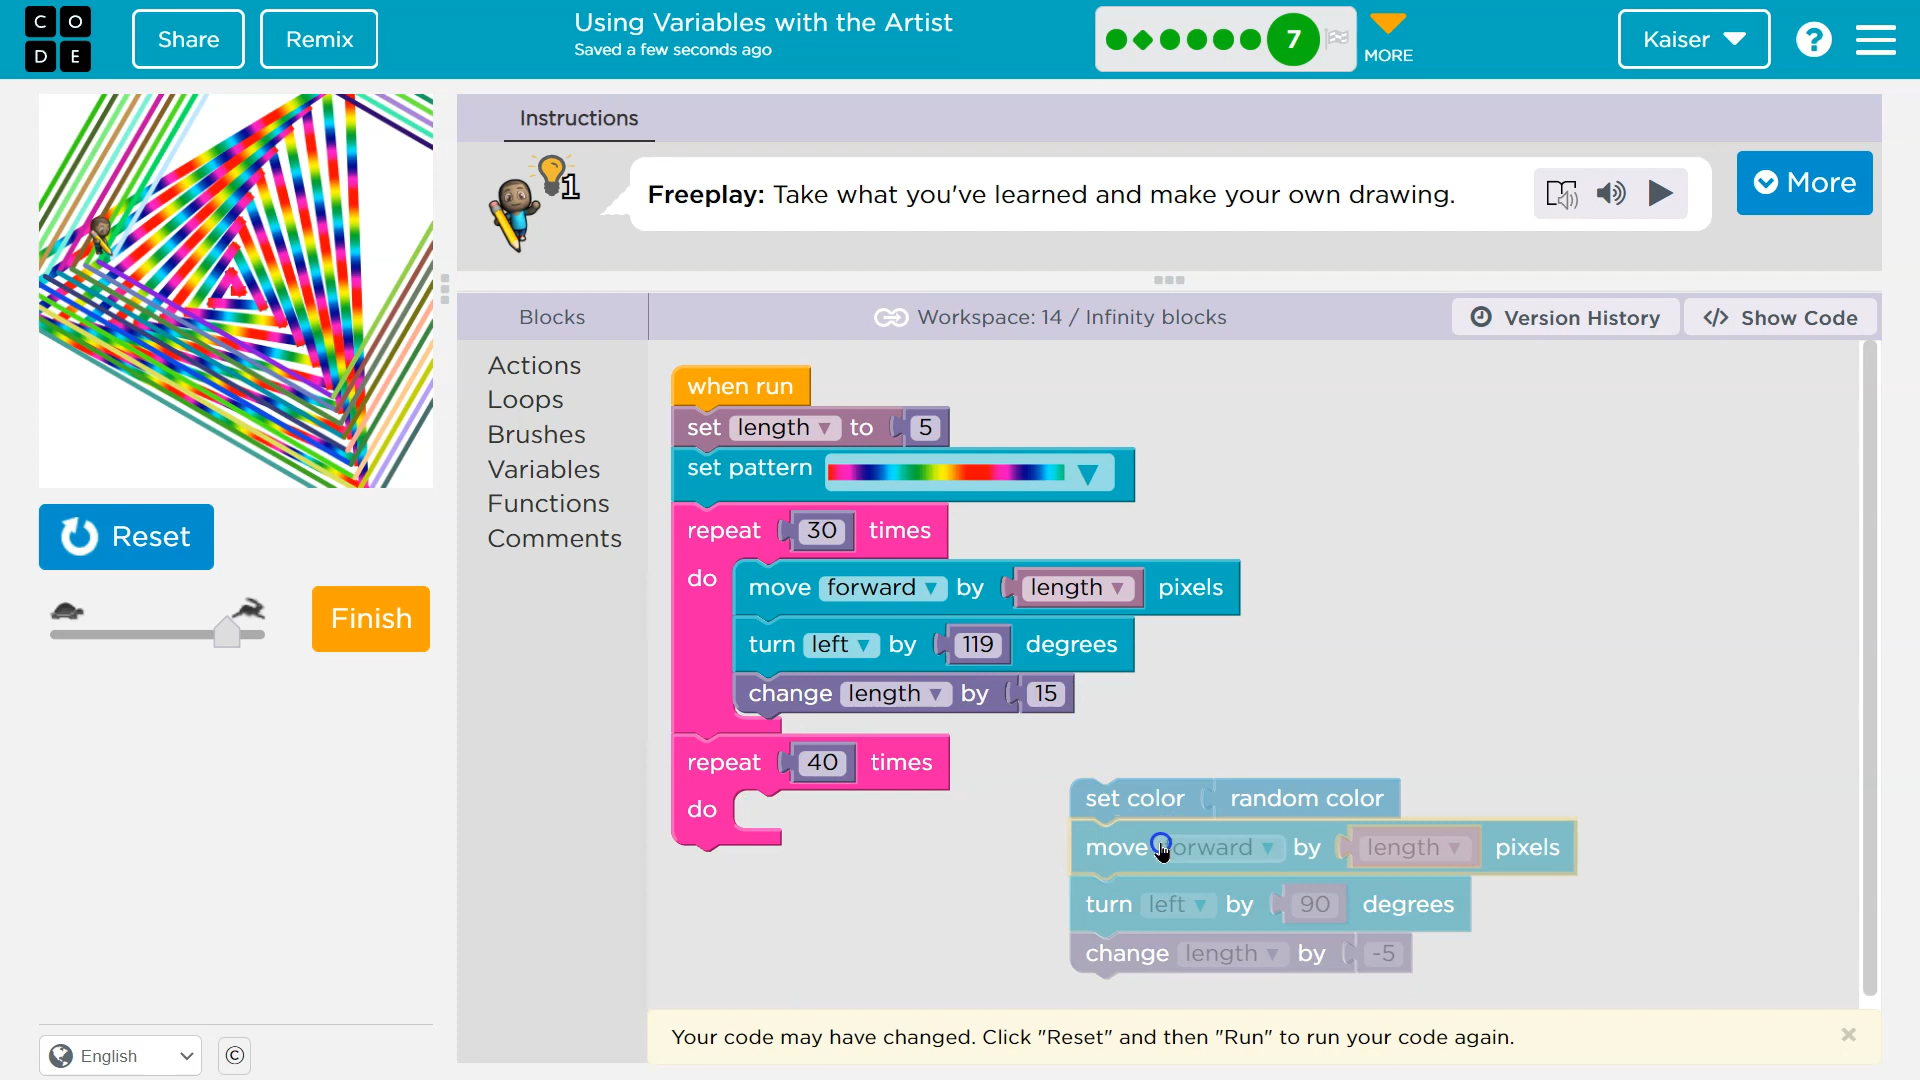 C O
D E
Share
Remix
Using Variables with the Artist
Saved a few seconds ago
7
MORE
Kaiser
?
Instructions
1
Freeplay: Take what you've learned and make your own drawing.
More
Blocks
Workspace: 14 / Infinity blocks
Version History
</> Show Code
Actions
Loops
Brushes
Variables
Functions
Comments
when run
set length ▼ to 5
set pattern ▼
repeat 30 times
do
move forward ▼ by length ▼ pixels
turn left ▼ by 119 degrees
change length ▼ by 15
repeat 40 times
do
set color random color
move forward ▼ by length ▼ pixels
turn left ▼ by 90 degrees
change length ▼ by -5
Reset
Finish
Your code may have changed. Click "Reset" and then "Run" to run your code again.
×
English
©